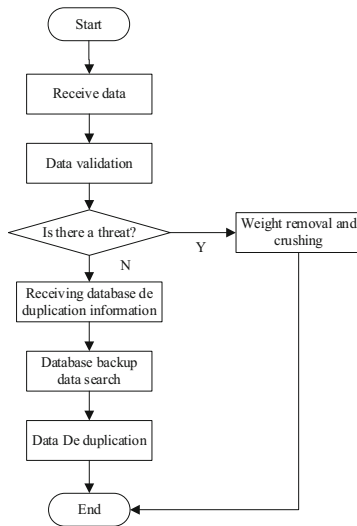 Start
Receive data
Data validation
Is there a threat?
Y
Weight removal and
crushing
N
Receiving database de
duplication information
Database backup
data search
Data De duplication
End